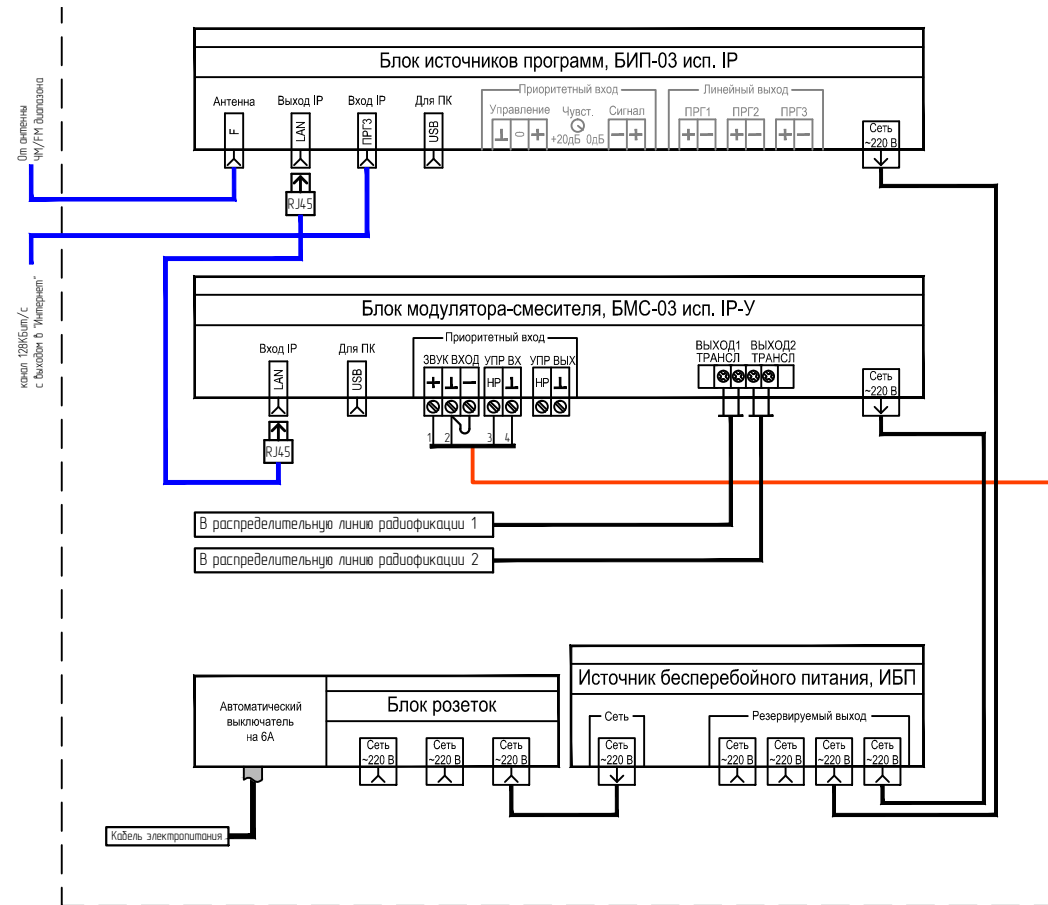 От антенны
ЧМ/FM диапазона
канал 128КБит/с
с выходом в "Интернет"
Блок источников программ, БИП-03 исп. IP
Антенна
Выход IP
Вход IP
Для ПК
F
LAN
ПРГ3
USB
Приоритетный вход
Управление
Чувст.
Сигнал
⊥ 0 +
+20дБ 0дБ
− +
Линейный выход
ПРГ1
ПРГ2
ПРГ3
+ −
+ −
+ −
Сеть
~220 В
RJ45
Блок модулятора-смесителя, БМС-03 исп. IP-У
Вход IP
Для ПК
LAN
USB
Приоритетный вход
ЗВУК ВХОД
УПР ВХ
УПР ВЫХ
+ ⊥ −
НР ⊥
НР ⊥
1 2 3 4
ВЫХОД1
ТРАНСЛ
ВЫХОД2
ТРАНСЛ
Сеть
~220 В
RJ45
В распределительную линию радиофикации 1
В распределительную линию радиофикации 2
Автоматический
выключатель
на 6А
Блок розеток
Сеть
~220 В
Сеть
~220 В
Сеть
~220 В
Источник бесперебойного питания, ИБП
Сеть
Сеть
~220 В
Резервируемый выход
Сеть
~220 В
Сеть
~220 В
Сеть
~220 В
Сеть
~220 В
Кабель электропитания